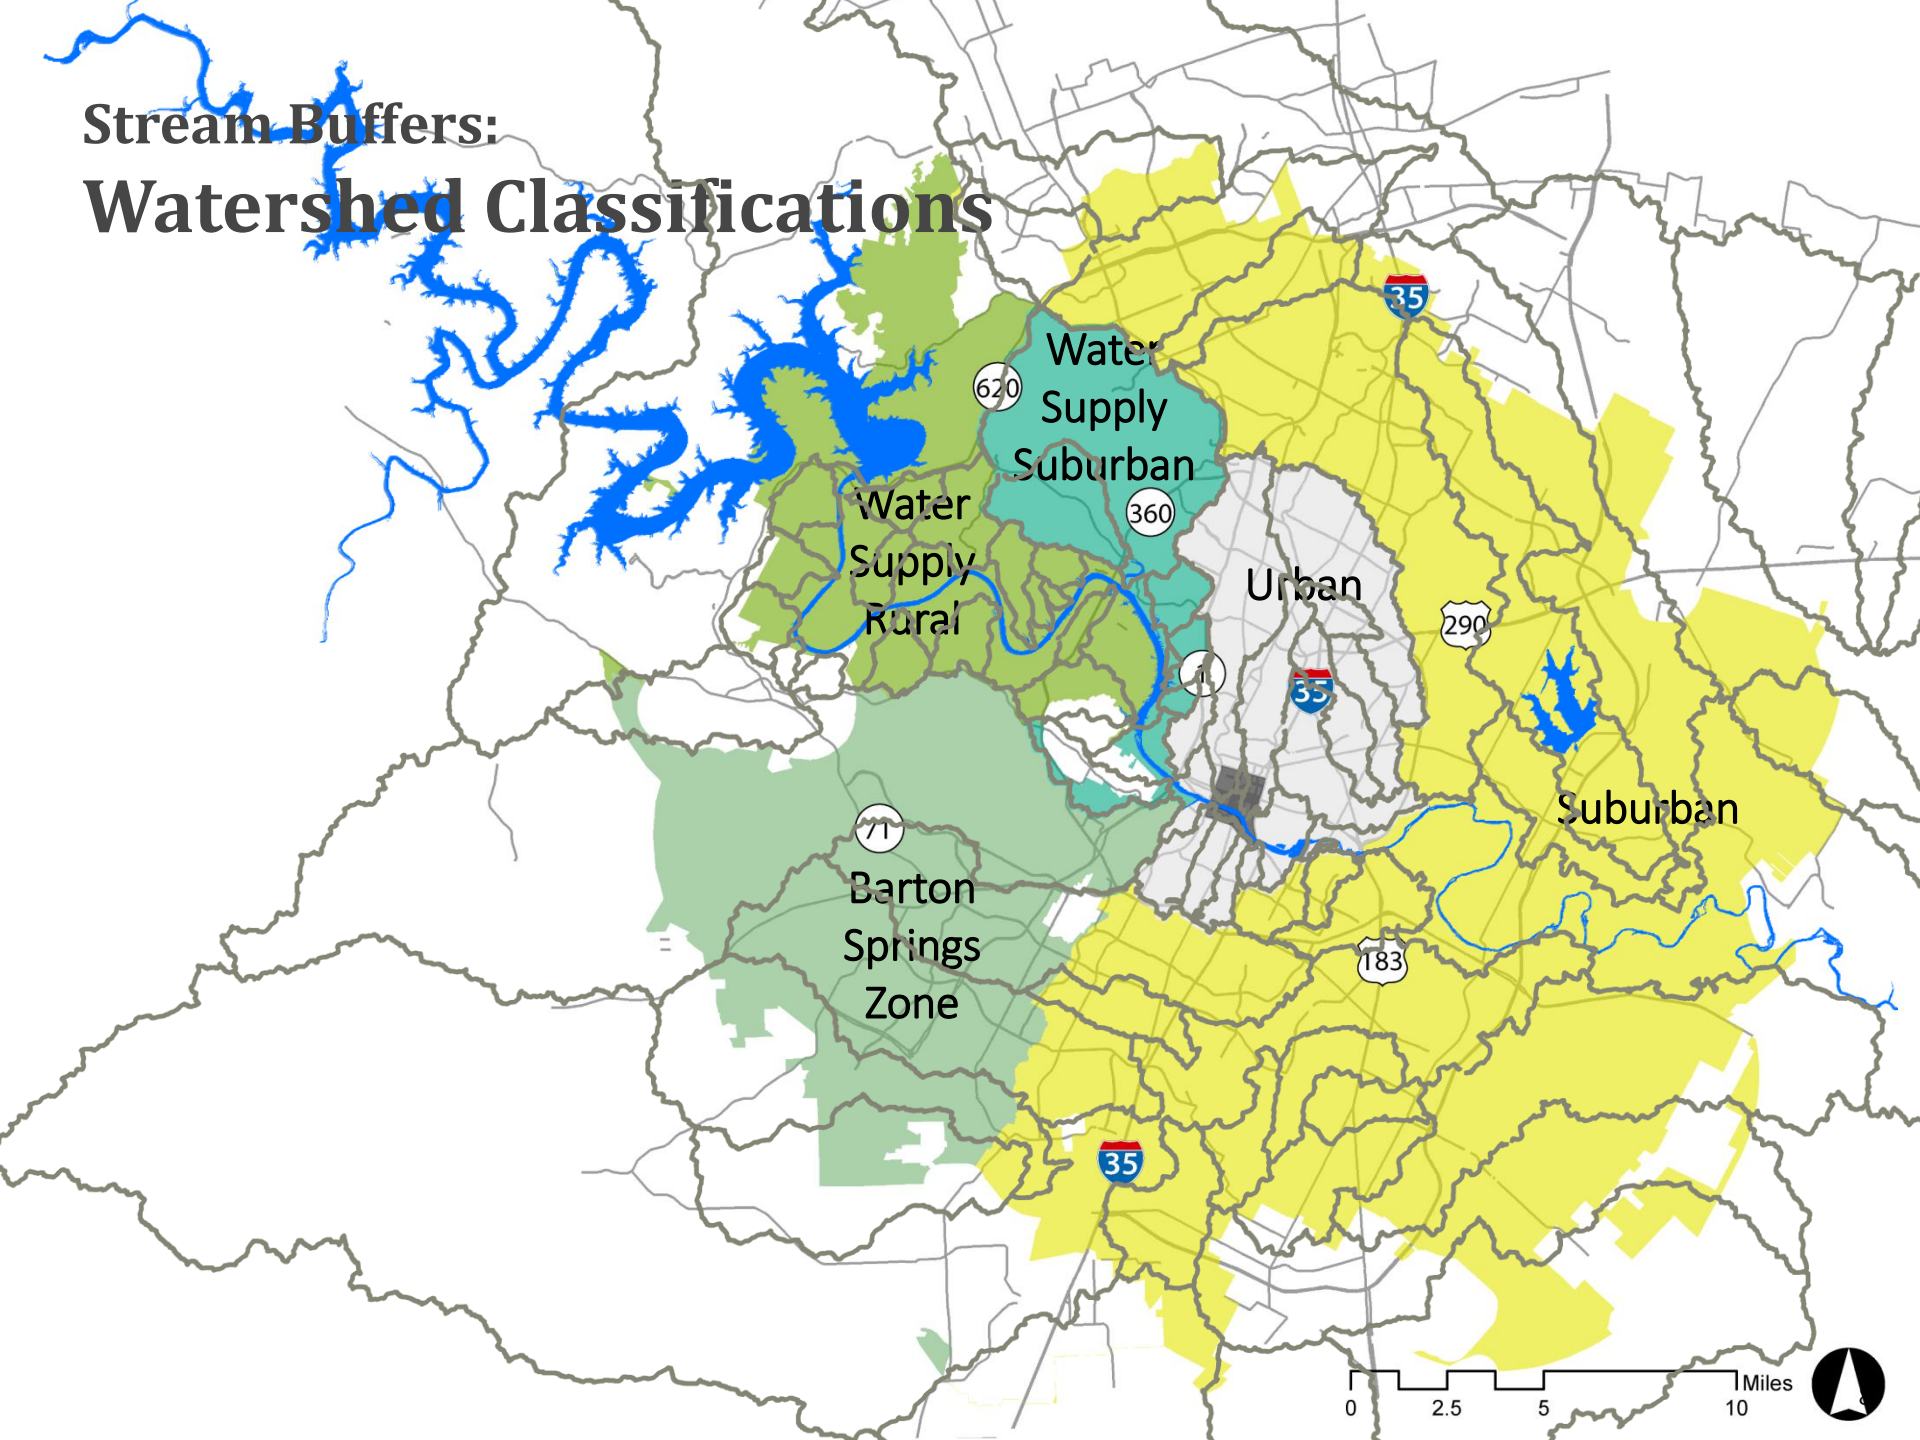 Stream Buffers:
Watershed Classifications
35
Water
Supply
Suburban
620
360
Water
Supply
Rural
Urban
290
1
35
Suburban
71
Barton
Springs
Zone
183
35
Miles
0 2.5 5 10